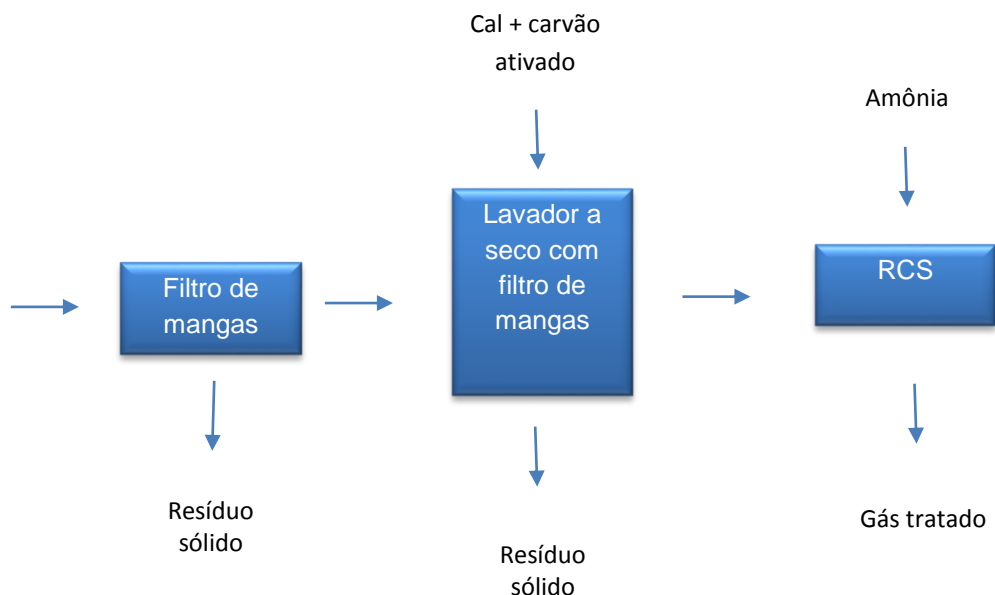 Cal + carvão
ativado
Amônia
Filtro de
mangas
Lavador a
seco com
filtro de
mangas
RCS
Resíduo
sólido
Resíduo
sólido
Gás tratado